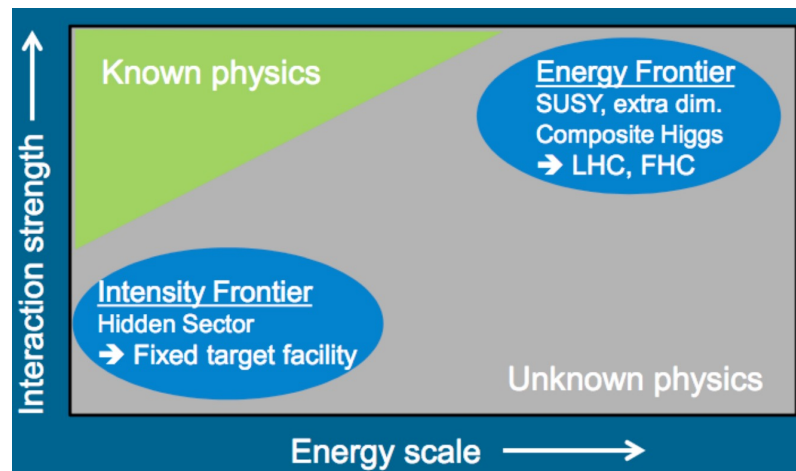 Known physics
Energy Frontier
SUSY, extra dim.
Composite Higgs
➔ LHC, FHC
Intensity Frontier
Hidden Sector
➔ Fixed target facility
Unknown physics
Interaction strength
Energy scale